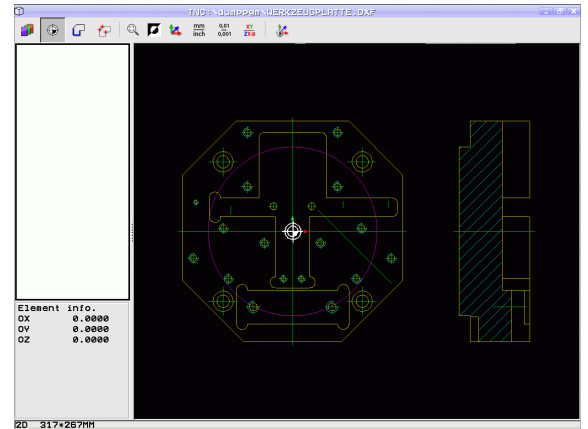 TNC:\dumppgm\WERKZEUGPLATTE.DXF
mm
inch
0,01
0,001
XY
ZXØ
Element info.
OX 0.0000
OY 0.0000
OZ 0.0000
2D 317*267MM